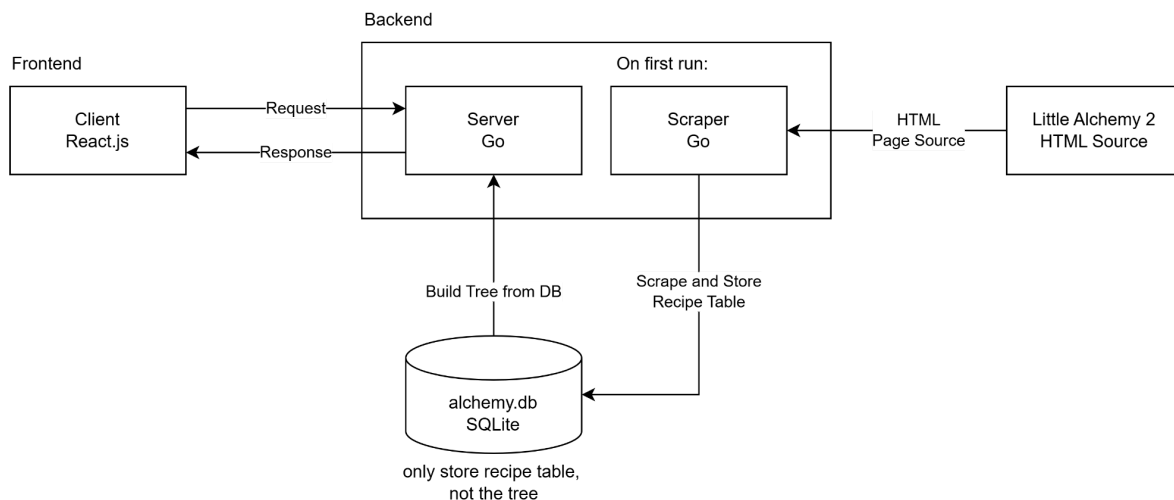 Backend
Frontend
On first run:
Client
React.js
Request
Response
Server
Go
Scraper
Go
HTML
Page Source
Little Alchemy 2
HTML Source
Build Tree from DB
Scrape and Store
Recipe Table
alchemy.db
SQLite
only store recipe table,
not the tree